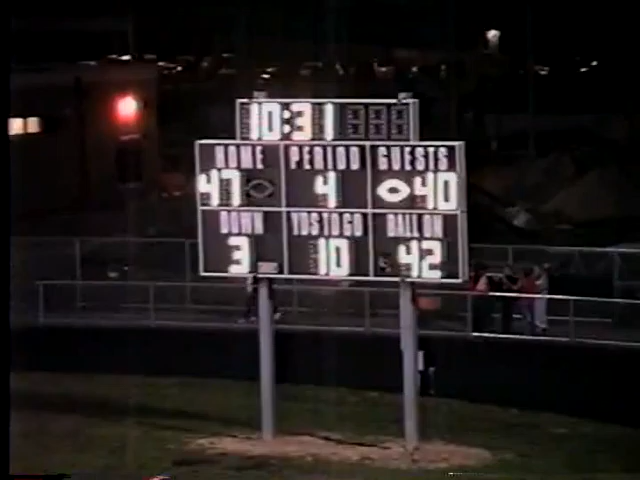 10:31
HOME PERIOD GUESTS
47 4 40
DOWN YDS TO GO BALL ON
3 10 42